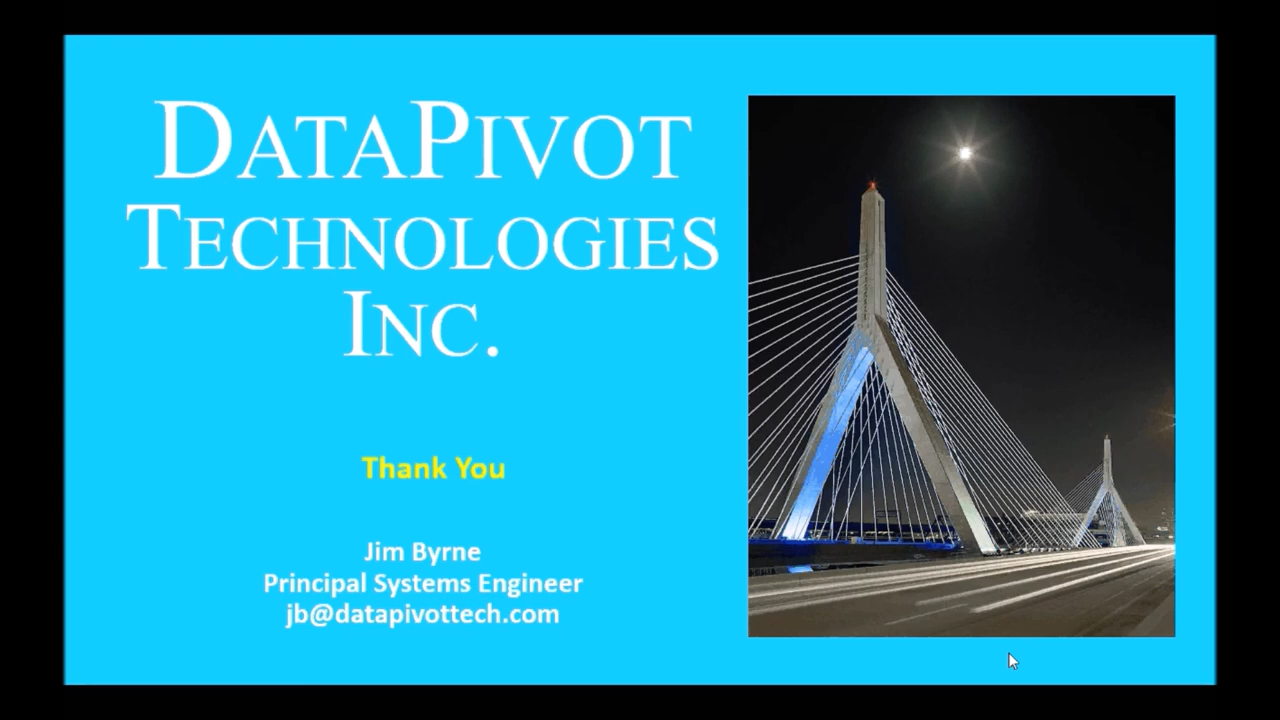 DATAPIVOT
TECHNOLOGIES
INC.
Thank You
Jim Byrne
Principal Systems Engineer
jb@datapivottech.com